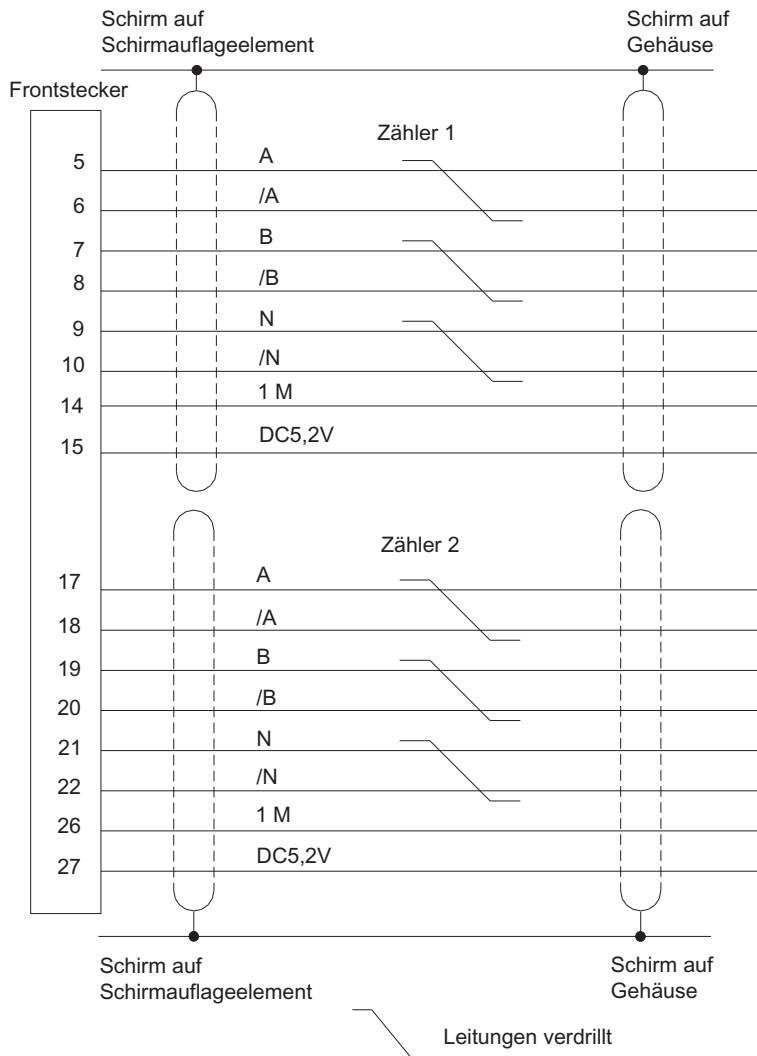 Schirm auf
Schirmauflageelement
Schirm auf
Gehäuse
Frontstecker
Zähler 1
5 A
6 /A
7 B
8 /B
9 N
10 /N
14 1 M
15 DC5,2V
Zähler 2
17 A
18 /A
19 B
20 /B
21 N
22 /N
26 1 M
27 DC5,2V
Schirm auf
Schirmauflageelement
Schirm auf
Gehäuse
Leitungen verdrillt